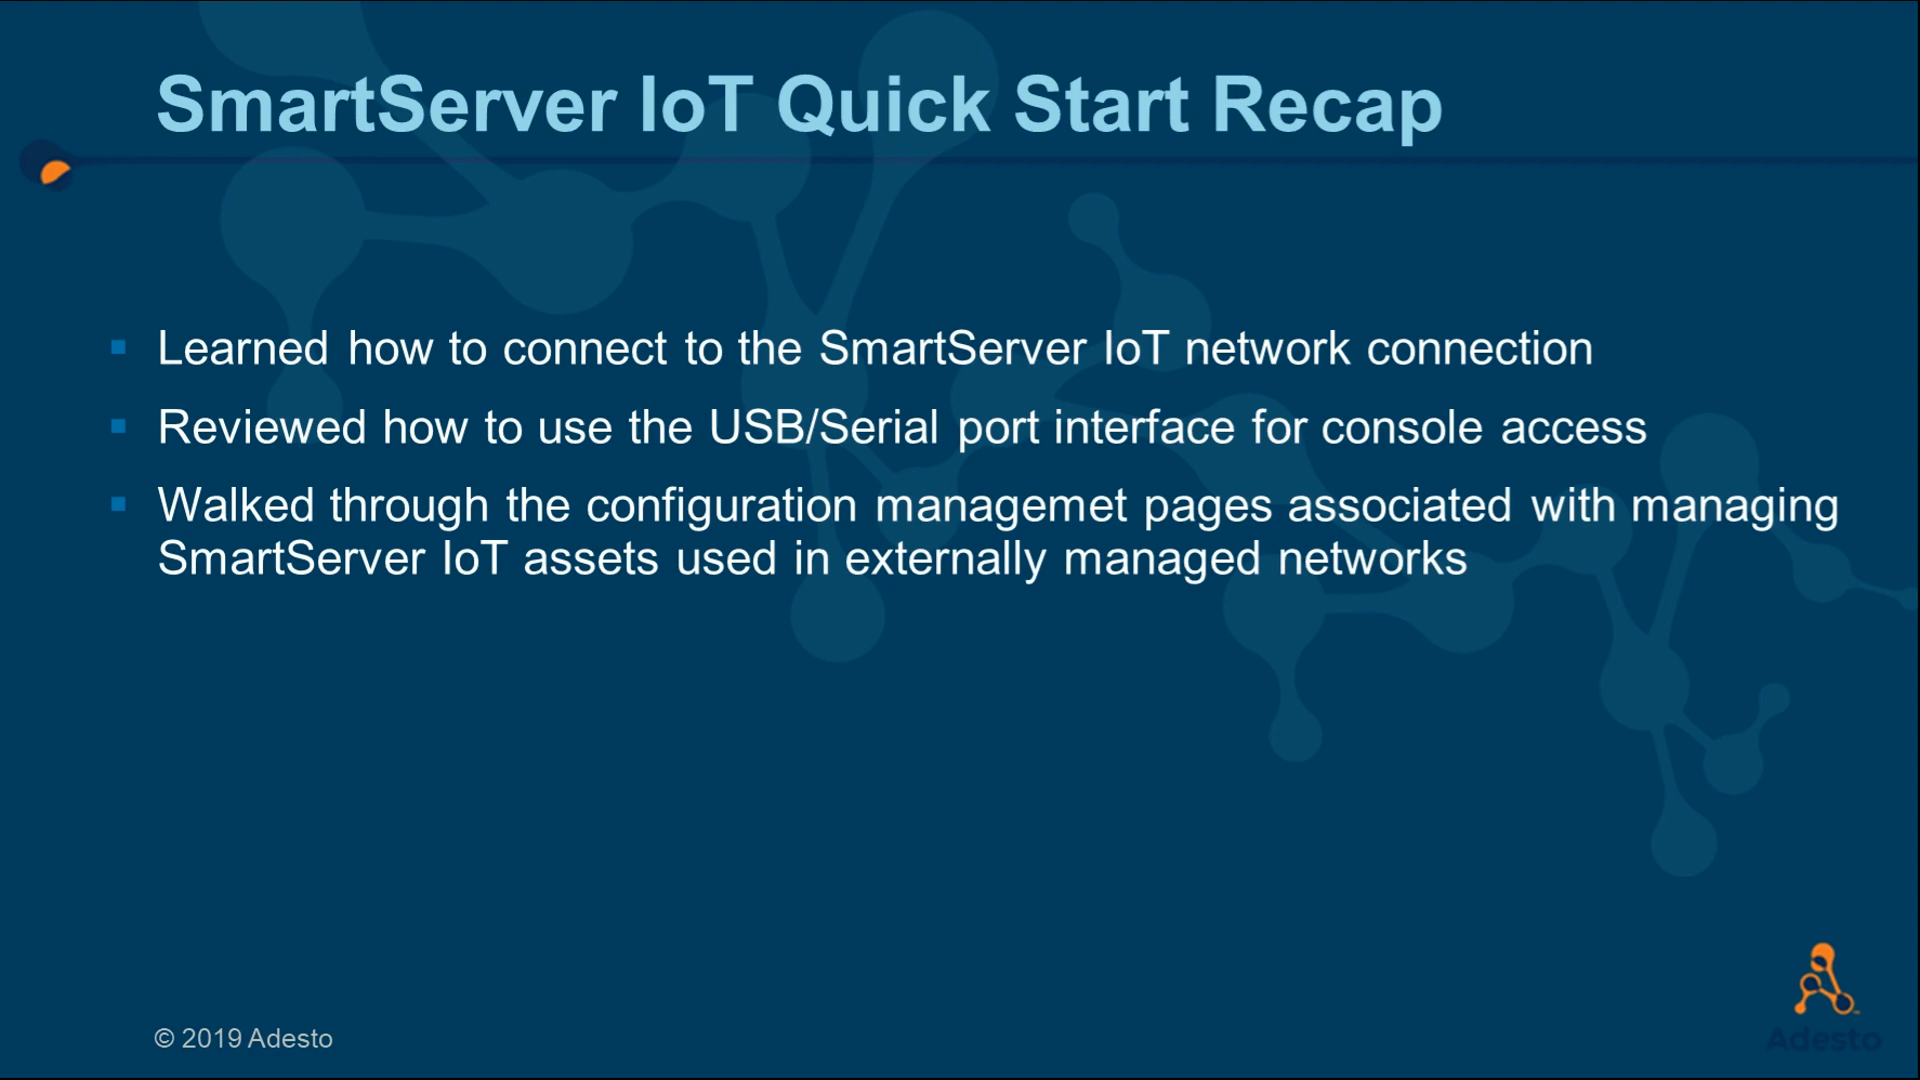 SmartServer IoT Quick Start Recap
Learned how to connect to the SmartServer IoT network connection
Reviewed how to use the USB/Serial port interface for console access
Walked through the configuration managemet pages associated with managing
SmartServer IoT assets used in externally managed networks
© 2019 Adesto
Adesto